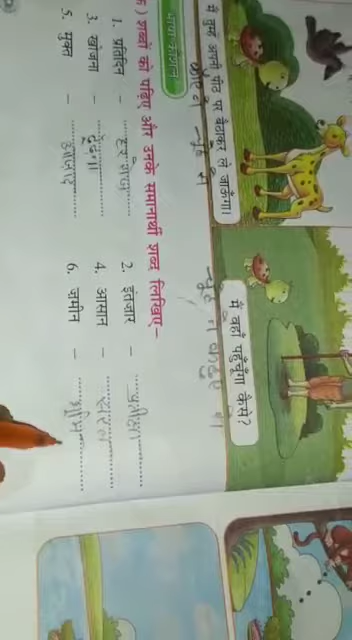 मैं तुम्हें अपनी पीठ पर बैठाकर ले जाऊँगा।
मैं वहाँ पहुँचूँगा कैसे?
भाषा कौशल
क) शब्दों को पढ़िए और उनके समानार्थी शब्द लिखिए-
1. प्रतिदिन - हर रोज 2. इंतजार - प्रतीक्षा
3. खोजना - ढूँढ़ना 4. आसान - सरल
5. मुक्त - आज़ाद 6. ज़मीन - भूमि